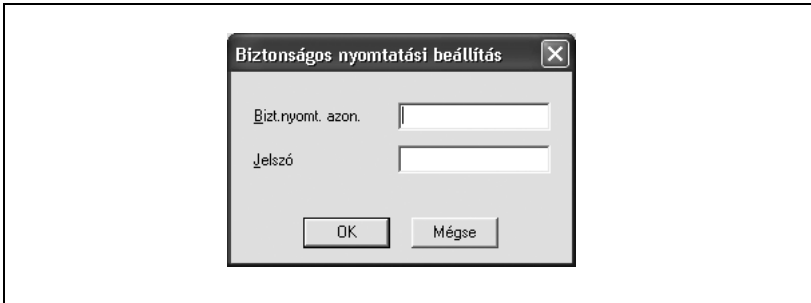 Biztonságos nyomtatási beállítás
Bizt.nyomt. azon.
Jelszó
OK Mégse